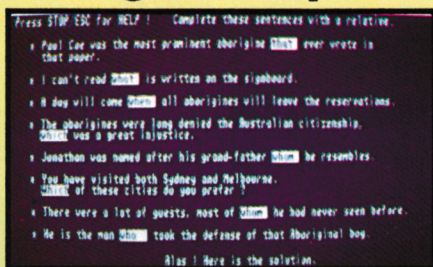 Press STOP ESC for HELP ! Complete these sentences with a relative.
* Paul Coe was the most prominent aborigine that ever wrote in
that paper.
* I can't read what is written on the signboard.
* A day will come when all aborigines will leave the reservations.
* The aborigines were long denied the Australian citizenship,
which was a great injustice.
* Jonathan was named after his grand-father whom he resembles.
* You have visited both Sydney and Melbourne.
Which of these cities do you prefer ?
* There were a lot of guests, most of whom he had never seen before.
* He is the man who took the defense of that Aboriginal boy.
Alas ! Here is the solution.